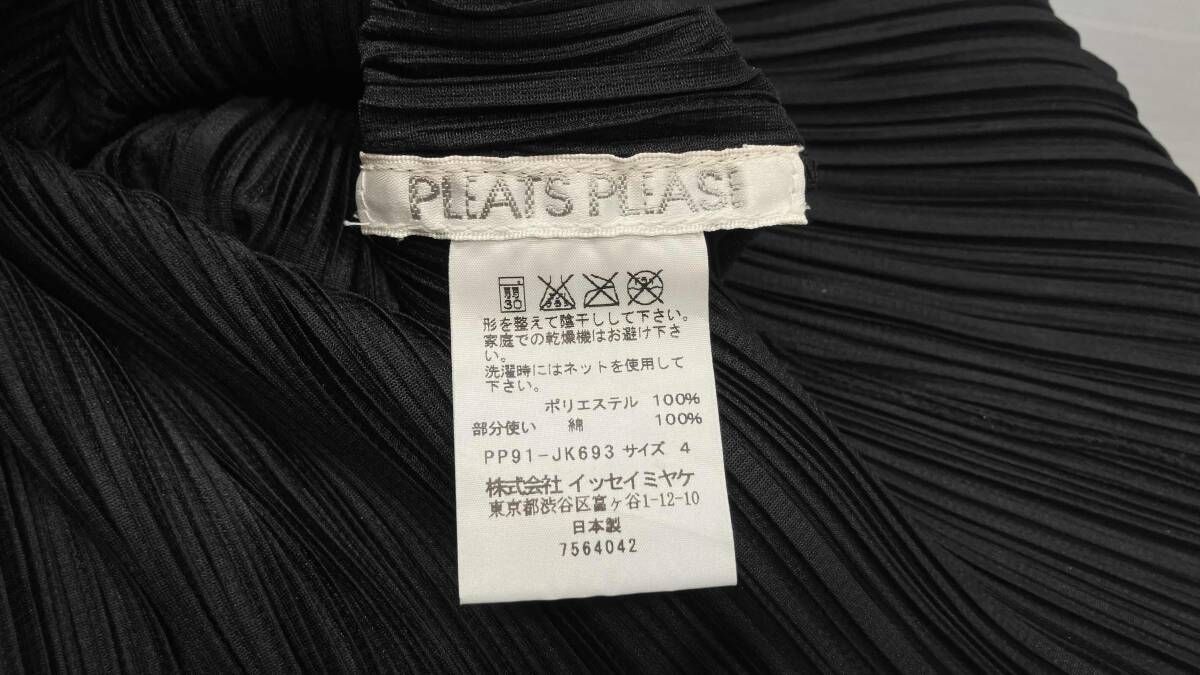 PLEATS PLEASE
弱
30
形を整えて陰干しして下さい。
家庭での乾燥機はお避け下さ
い。
洗濯時にはネットを使用して
下さい。
ポリエステル 100%
部分使い 綿 100%
PP91-JK693 サイズ 4
株式会社 イッセイミヤケ
東京都渋谷区富ヶ谷1-12-10
日本製
7564042